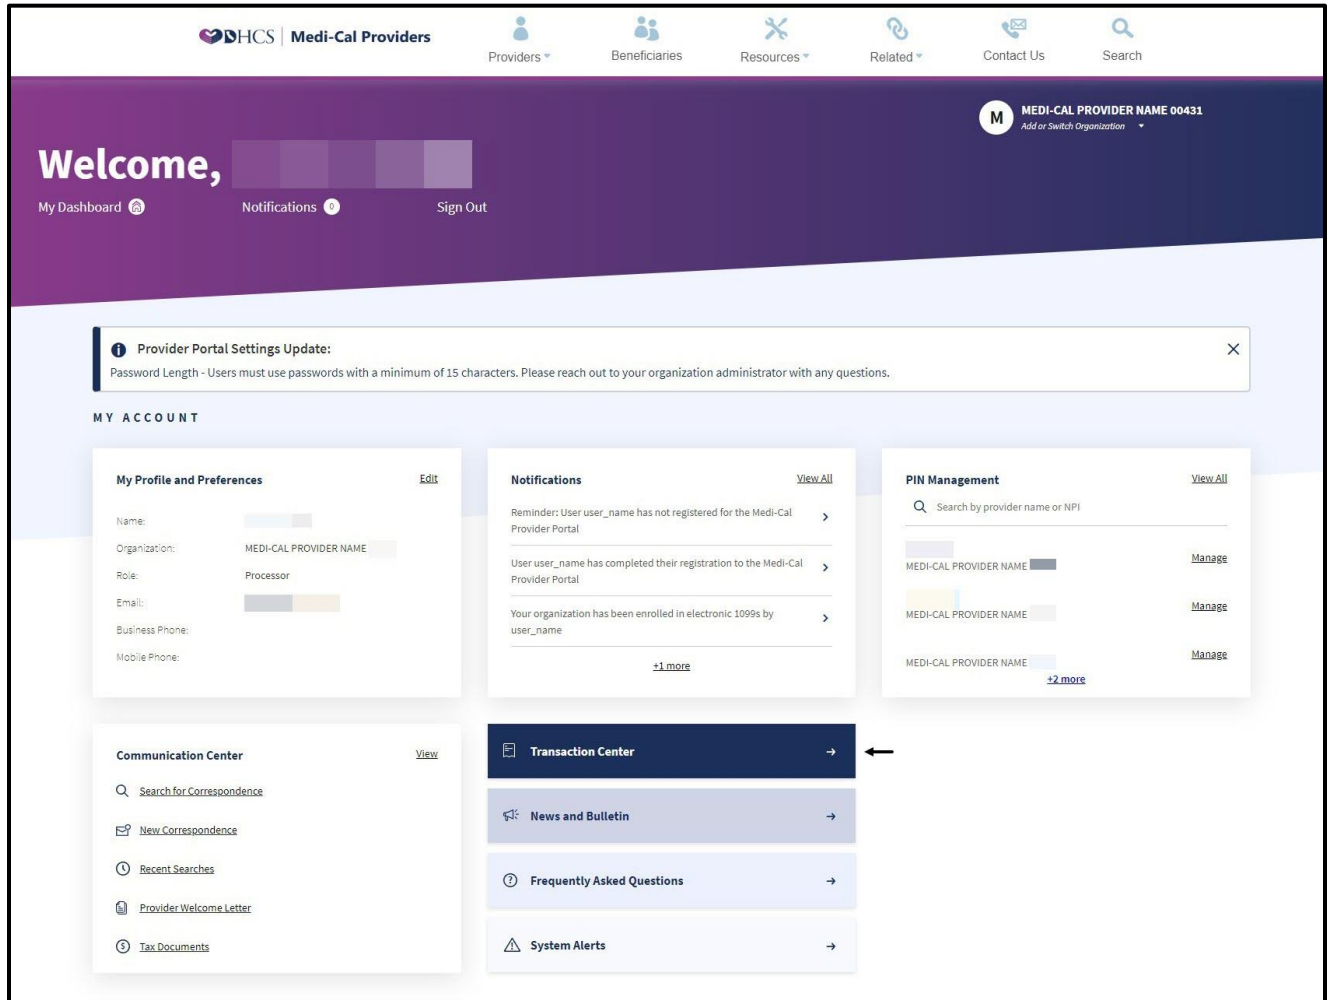 DHCS | Medi-Cal Providers
Providers
Beneficiaries
Resources
Related
Contact Us
Search
M
MEDI-CAL PROVIDER NAME 00431
Add or Switch Organization
Welcome,
My Dashboard
Notifications 0
Sign Out
Provider Portal Settings Update:
Password Length - Users must use passwords with a minimum of 15 characters. Please reach out to your organization administrator with any questions.
MY ACCOUNT
My Profile and Preferences
Edit
Name:
Organization: MEDI-CAL PROVIDER NAME
Role: Processor
Email:
Business Phone:
Mobile Phone:
Notifications
View All
Reminder: User user_name has not registered for the Medi-Cal
Provider Portal
User user_name has completed their registration to the Medi-Cal
Provider Portal
Your organization has been enrolled in electronic 1099s by
user_name
+1 more
PIN Management
View All
Search by provider name or NPI
MEDI-CAL PROVIDER NAME
Manage
MEDI-CAL PROVIDER NAME
Manage
MEDI-CAL PROVIDER NAME
Manage
+2 more
Communication Center
View
Search for Correspondence
New Correspondence
Recent Searches
Provider Welcome Letter
Tax Documents
Transaction Center
News and Bulletin
Frequently Asked Questions
System Alerts